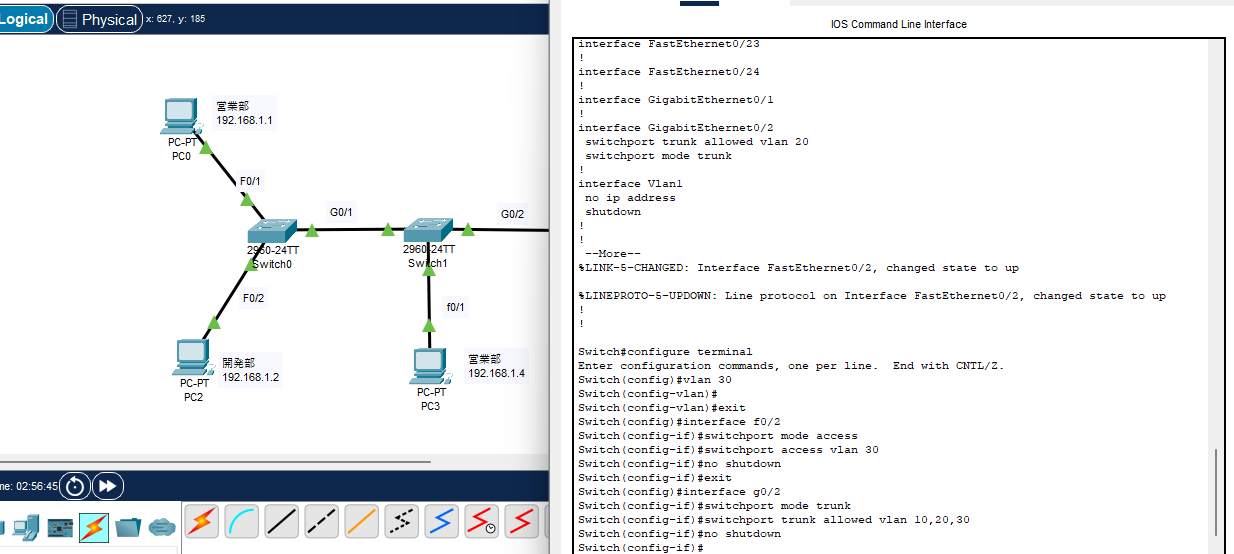 Logical
Physical
x: 627, y: 185
営業部
192.168.1.1
PC-PT
PC0
F0/1
G0/1
G0/2
2960-24TT
Switch0
2960-24TT
Switch1
F0/2
f0/1
開発部
192.168.1.2
PC-PT
PC2
営業部
192.168.1.4
PC-PT
PC3
me: 02:56:45
IOS Command Line Interface
interface FastEthernet0/23
!
interface FastEthernet0/24
!
interface GigabitEthernet0/1
!
interface GigabitEthernet0/2
switchport trunk allowed vlan 20
switchport mode trunk
!
interface Vlan1
no ip address
shutdown
!
!
--More--
%LINK-5-CHANGED: Interface FastEthernet0/2, changed state to up
%LINEPROTO-5-UPDOWN: Line protocol on Interface FastEthernet0/2, changed state to up
!
!
Switch#configure terminal
Enter configuration commands, one per line.  End with CNTL/Z.
Switch(config)#vlan 30
Switch(config-vlan)#
Switch(config-vlan)#exit
Switch(config)#interface f0/2
Switch(config-if)#switchport mode access
Switch(config-if)#switchport access vlan 30
Switch(config-if)#no shutdown
Switch(config-if)#exit
Switch(config)#interface g0/2
Switch(config-if)#switchport mode trunk
Switch(config-if)#switchport trunk allowed vlan 10,20,30
Switch(config-if)#no shutdown
Switch(config-if)#